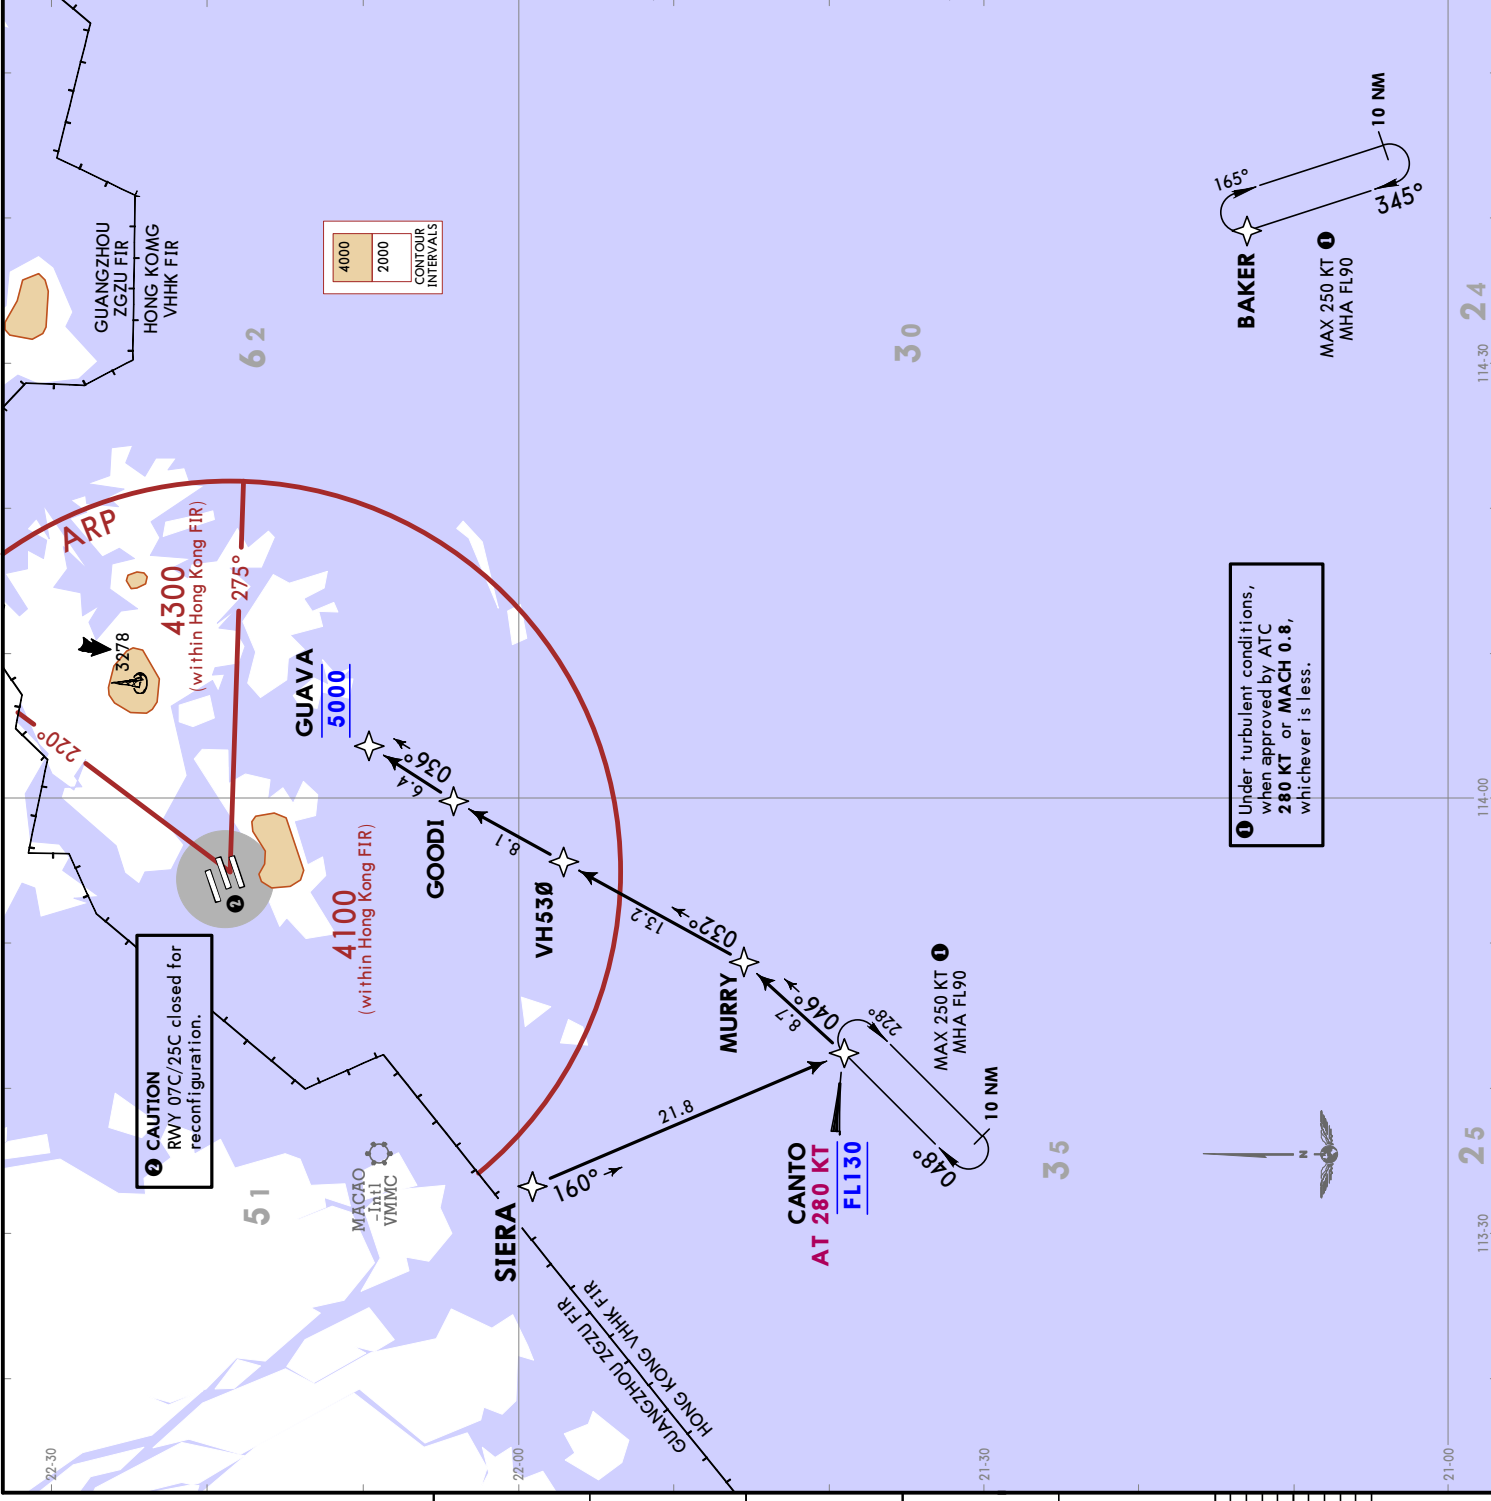 GUANGZHOU
ZGZU FIR
HONG KOMG
VHHK FIR
4000
2000
CONTOUR
INTERVALS
62
30
24
165°
10 NM
345°
BAKER
MAX 250 KT ❶
MHA FL90
114-30
ARP
4300
(within Hong Kong FIR)
275°
220°
3278
GUAVA
5000
036°
6.4
GOODI
8.1
VH53Ø
13.2
032°
MURRY
8.7
046°
4100
(within Hong Kong FIR)
❷
❷ CAUTION
RWY 07C/25C closed for
reconfiguration.
❶ Under turbulent conditions,
when approved by ATC
280 KT or MACH 0.8,
whichever is less.
114-00
228°
MAX 250 KT ❶
MHA FL90
10 NM
048°
CANTO
AT 280 KT
FL130
21.8
160°
SIERA
MACAO
-Intl
VMMC
51
35
25
N
113-30
GUANGZHOU ZGZU FIR
HONG KONG VHHK FIR
22-30
22-00
21-30
21-00